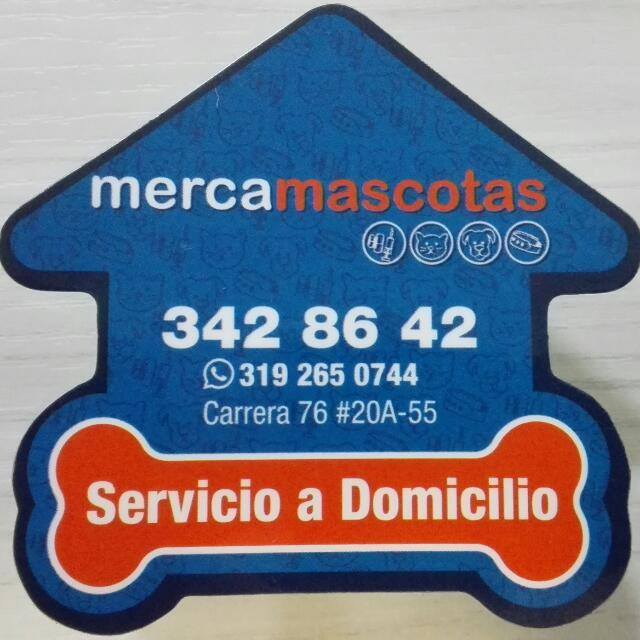 mercamascotas
342 86 42
319 265 0744
Carrera 76 #20A-55
Servicio a Domicilio